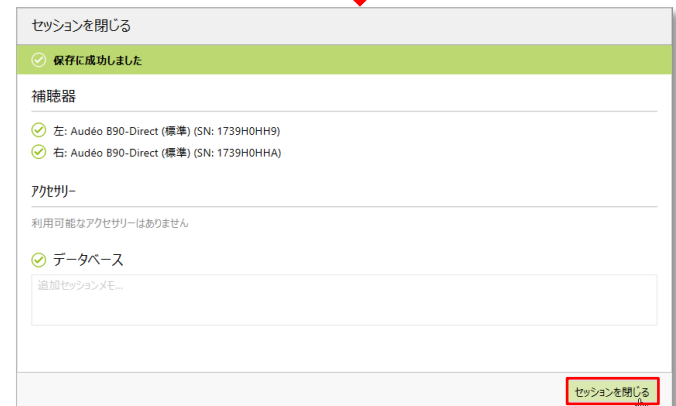 セッションを閉じる
保存に成功しました
補聴器
左: Audéo B90-Direct (標準) (SN: 1739H0HH9)
右: Audéo B90-Direct (標準) (SN: 1739H0HHA)
アクセサリー
利用可能なアクセサリーはありません
データベース
追加セッションメモ...
セッションを閉じる